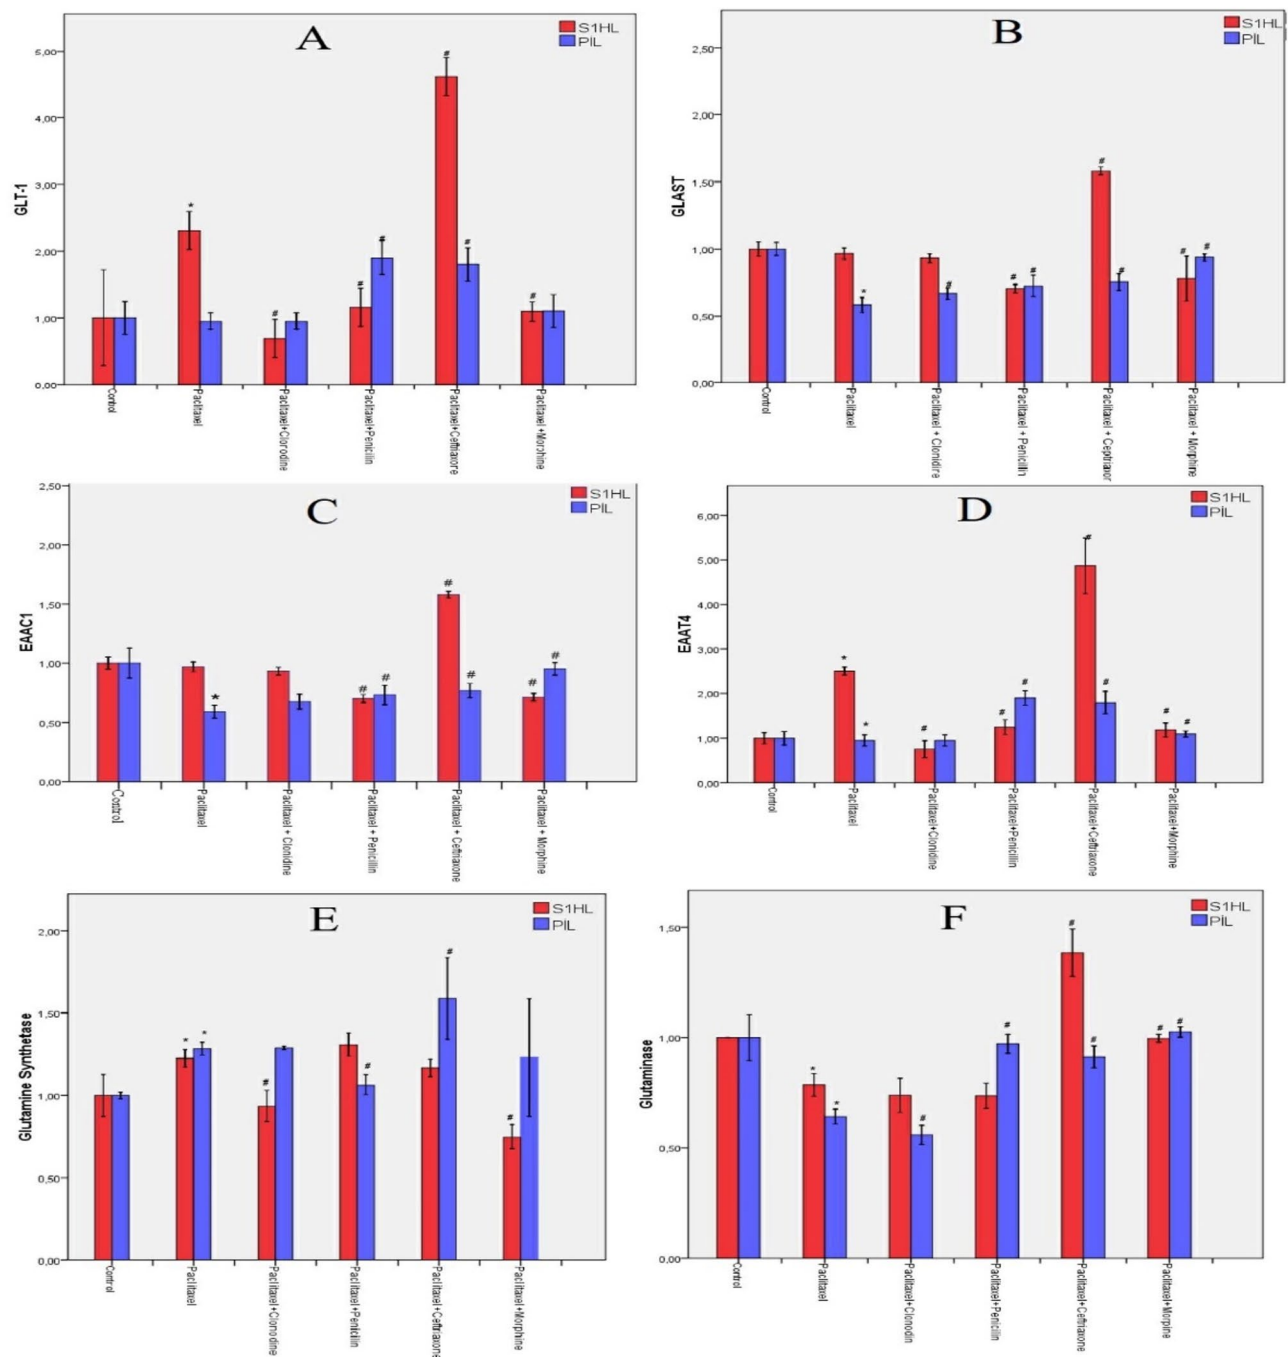 A
S1HL
PİL
GLT-1
5,00
4,00
3,00
2,00
1,00
0,00
*
#
#
#
#
#
#
Control
Paclitaxel
Paclitaxel+Clonodine
Paclitaxel+Penicilin
Paclitaxel+Ceftriaxore
Paclitaxel+Morphine
B
S1HL
PİL
GLAST
2,50
2,00
1,50
1,00
0,50
0,00
*
#
#
#
#
#
#
#
Control
Paclitaxel
Paclitaxel + Clonidine
Paclitaxel + Penicillin
Paclitaxel + Ceptriaxor
Paclitaxel + Morphine
C
S1HL
PİL
EAAC1
2,50
2,00
1,50
1,00
0,50
0,00
*
#
#
#
#
#
#
Control
Paclitaxel
Paclitaxel + Clonidine
Paclitaxel + Penicillin
Paclitaxel + Ceftriaxone
Paclitaxel + Morphine
D
S1HL
PİL
EAAT4
6,00
5,00
4,00
3,00
2,00
1,00
0,00
*
*
#
#
#
#
#
#
#
Control
Paclitaxel
Paclitaxel+Clonidine
Paclitaxel+Penicillin
Paclitaxel+Ceftriaxone
Paclitaxel+Morphine
E
S1HL
PİL
Glutamine Synthetase
2,00
1,50
1,00
0,50
0,00
*
*
#
#
#
#
Control
Paclitaxel
Paclitaxel+Clonodine
Paclitaxel+Penicilin
Paclitaxel+Ceftriaxone
Paclitaxel+Morphine
F
S1HL
PİL
Glutaminase
1,50
1,00
0,50
0,00
*
*
#
#
#
#
#
#
Control
Paclitaxel
Paclitaxel+Clonodin
Paclitaxel+Penicilin
Paclitaxel+Ceftriaxone
Paclitaxel+Morpine